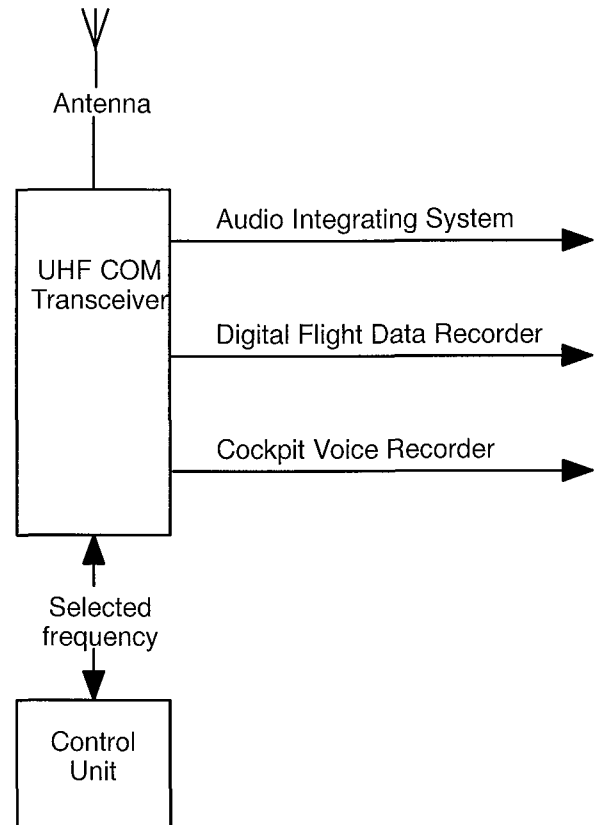 Antenna
Audio Integrating System
UHF COM
Transceiver
Digital Flight Data Recorder
Cockpit Voice Recorder
Selected
frequency
Control
Unit